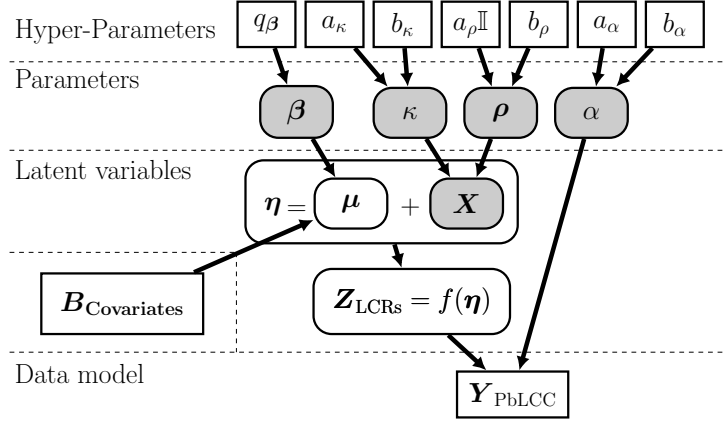 Hyper-Parameters q_β a_κ b_κ a_ρ𝕀 b_ρ a_α b_α
Parameters β κ ρ α
Latent variables
η = μ + X
B_Covariates Z_LCRs = f(η)
Data model
Y_PbLCC